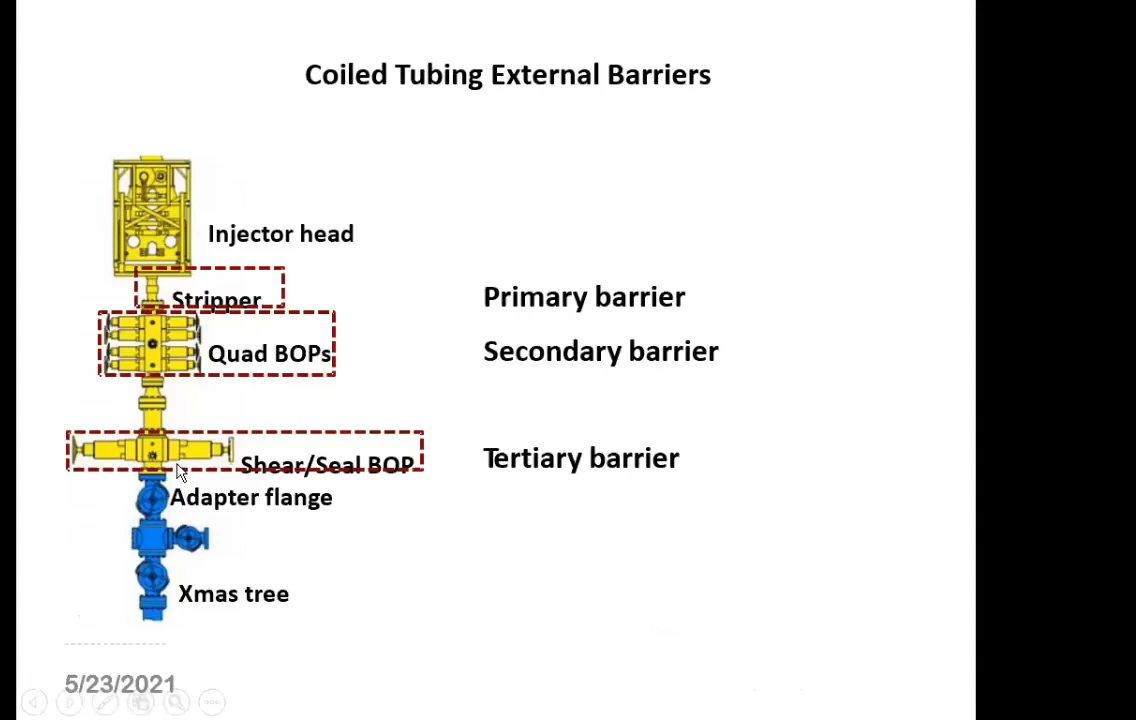 Coiled Tubing External Barriers
Injector head
Stripper
Primary barrier
Quad BOPs
Secondary barrier
Shear/Seal BOP
Tertiary barrier
Adapter flange
Xmas tree
5/23/2021